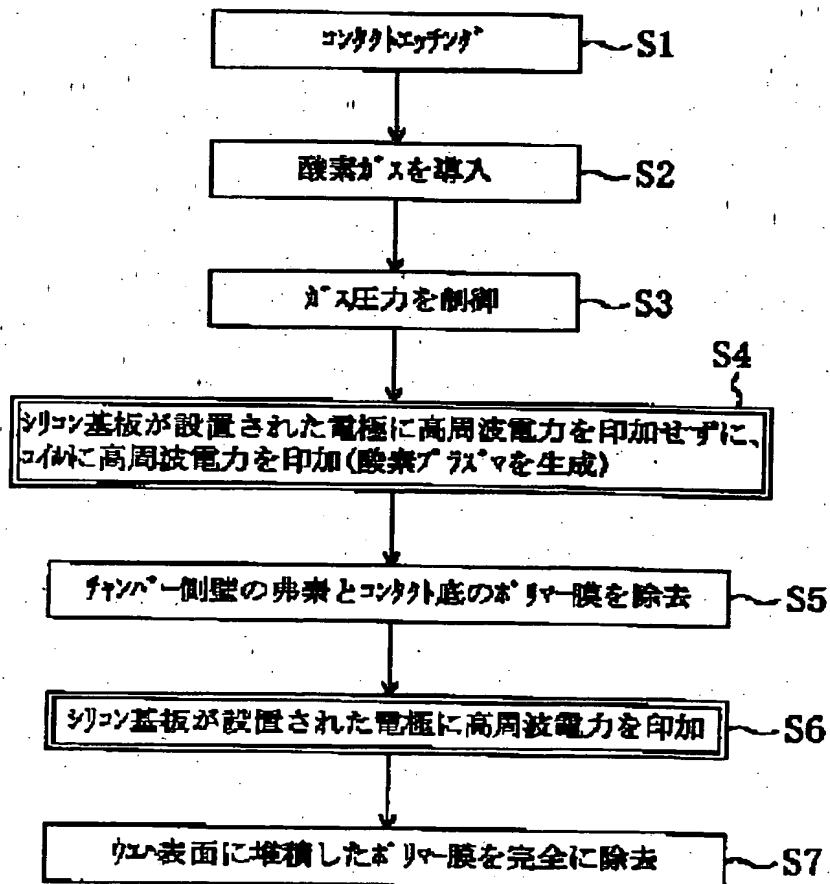 コンタクトエッチング
S1
酸素ガスを導入
S2
ガス圧力を制御
S3
S4
シリコン基板が設置された電極に高周波電力を印加せずに、
コイルに高周波電力を印加(酸素プラズマを生成)
チャンバー側壁の弗素とコンタクト底のポリマー膜を除去
S5
シリコン基板が設置された電極に高周波電力を印加
S6
ウエハ表面に堆積したポリマー膜を完全に除去
S7